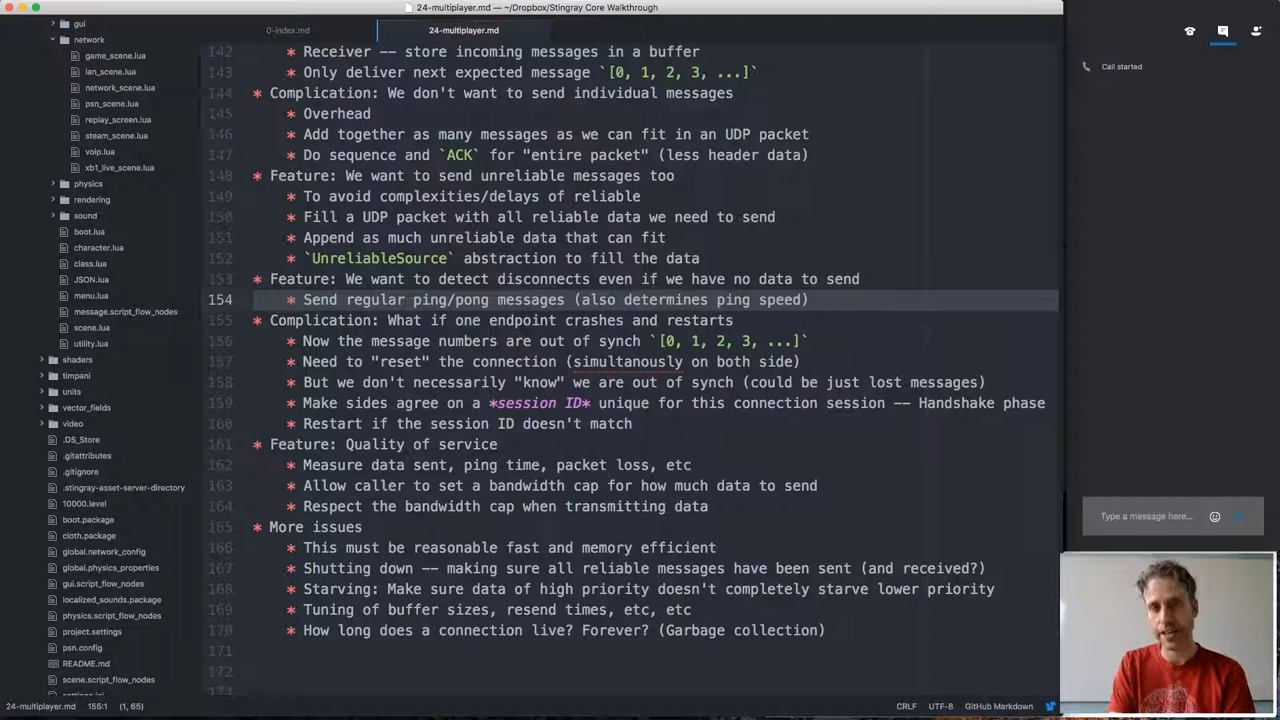 24-multiplayer.md — ~/Dropbox/Stingray Core Walkthrough
gui
network
game_scene.lua
lan_scene.lua
network_scene.lua
psn_scene.lua
replay_screen.lua
steam_scene.lua
voip.lua
xb1_live_scene.lua
physics
rendering
sound
boot.lua
character.lua
class.lua
JSON.lua
menu.lua
message.script_flow_nodes
scene.lua
utility.lua
shaders
timpani
units
vector_fields
video
.DS_Store
.gitattributes
.gitignore
.stingray-asset-server-directory
10000.level
boot.package
cloth.package
global.network_config
global.physics_properties
gui.script_flow_nodes
localized_sounds.package
physics.script_flow_nodes
project.settings
psn.config
README.md
scene.script_flow_nodes
settings.ini
0-index.md
24-multiplayer.md
142 * Receiver -- store incoming messages in a buffer
143 * Only deliver next expected message `[0, 1, 2, 3, ...]`
144 * Complication: We don't want to send individual messages
145 * Overhead
146 * Add together as many messages as we can fit in an UDP packet
147 * Do sequence and `ACK` for "entire packet" (less header data)
148 * Feature: We want to send unreliable messages too
149 * To avoid complexities/delays of reliable
150 * Fill a UDP packet with all reliable data we need to send
151 * Append as much unreliable data that can fit
152 * `UnreliableSource` abstraction to fill the data
153 * Feature: We want to detect disconnects even if we have no data to send
154 * Send regular ping/pong messages (also determines ping speed)
155 * Complication: What if one endpoint crashes and restarts
156 * Now the message numbers are out of synch `[0, 1, 2, 3, ...]`
157 * Need to "reset" the connection (simultanously on both side)
158 * But we don't necessarily "know" we are out of synch (could be just lost messages)
159 * Make sides agree on a *session ID* unique for this connection session -- Handshake phase
160 * Restart if the session ID doesn't match
161 * Feature: Quality of service
162 * Measure data sent, ping time, packet loss, etc
163 * Allow caller to set a bandwidth cap for how much data to send
164 * Respect the bandwidth cap when transmitting data
165 * More issues
166 * This must be reasonable fast and memory efficient
167 * Shutting down -- making sure all reliable messages have been sent (and received?)
168 * Starving: Make sure data of high priority doesn't completely starve lower priority
169 * Tuning of buffer sizes, resend times, etc, etc
170 * How long does a connection live? Forever? (Garbage collection)
171
172
173
24-multiplayer.md 155:1 (1, 65)
CRLF UTF-8 GitHub Markdown
Call started
Type a message here...